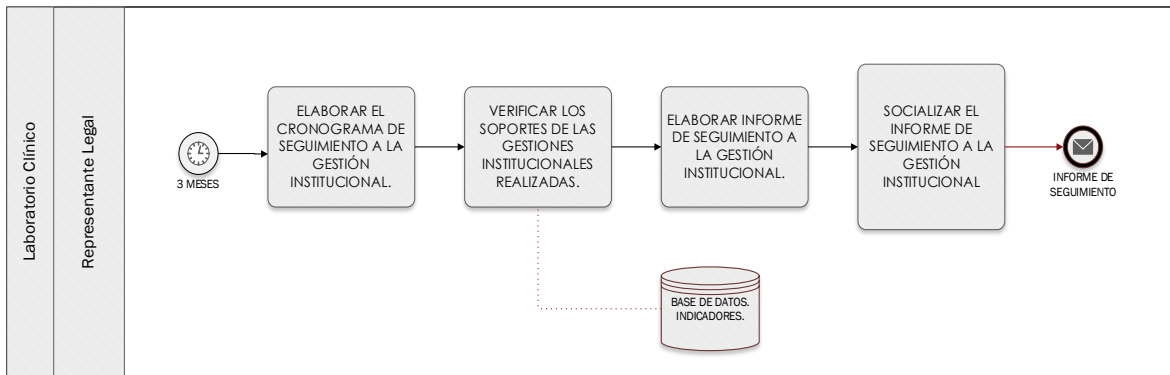 Laboratorio Clínico
Representante Legal
3 MESES
ELABORAR EL
CRONOGRAMA DE
SEGUIMIENTO A LA
GESTIÓN
INSTITUCIONAL.
VERIFICAR LOS
SOPORTES DE LAS
GESTIONES
INSTITUCIONALES
REALIZADAS.
ELABORAR INFORME
DE SEGUIMIENTO A
LA GESTIÓN
INSTITUCIONAL.
SOCIALIZAR EL
INFORME DE
SEGUIMIENTO A LA
GESTIÓN
INSTITUCIONAL
INFORME DE
SEGUIMIENTO
BASE DE DATOS.
INDICADORES.